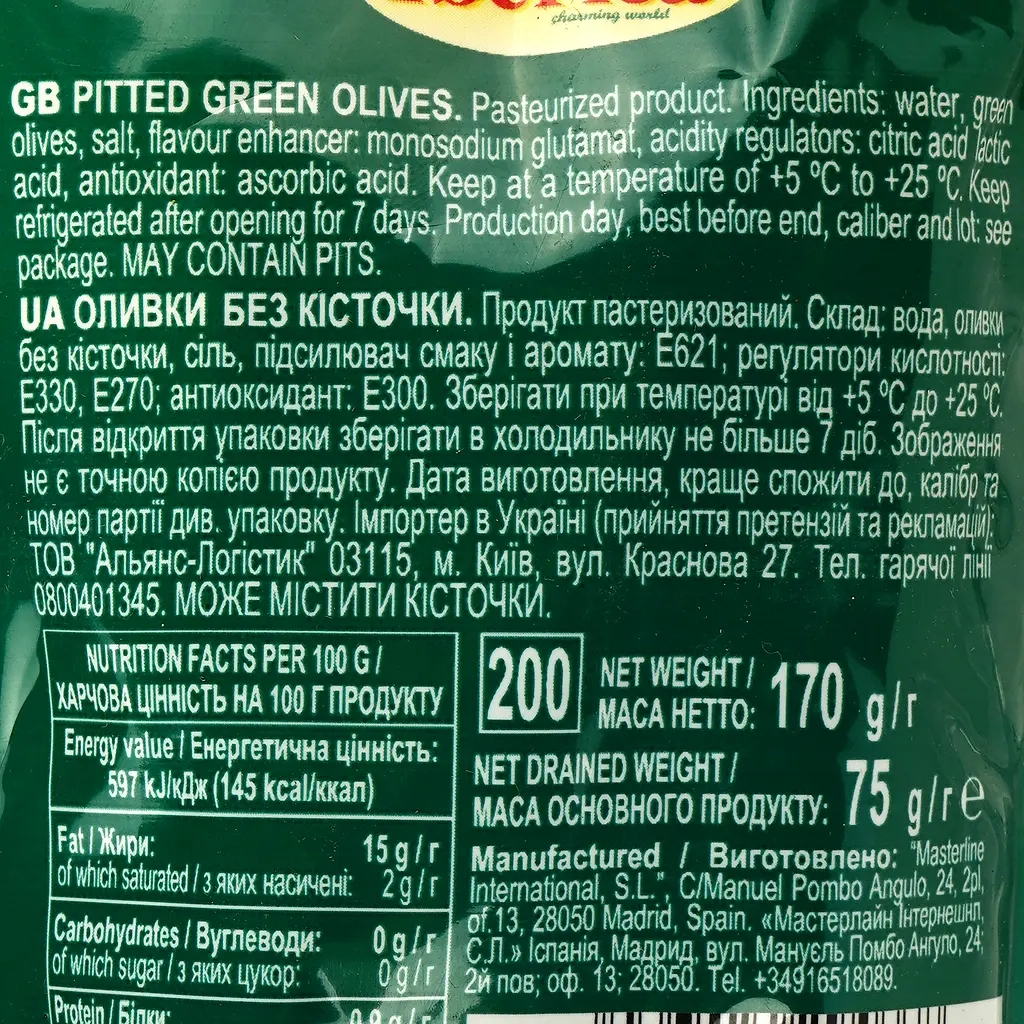 charming world
GB PITTED GREEN OLIVES. Pasteurized product. Ingredients: water, green
olives, salt, flavour enhancer: monosodium glutamat, acidity regulators: citric acid lactic
acid, antioxidant: ascorbic acid. Keep at a temperature of +5 ºC to +25 ºC. Keep
refrigerated after opening for 7 days. Production day, best before end, caliber and lot: see
package. MAY CONTAIN PITS.
UA ОЛИВКИ БЕЗ КІСТОЧКИ. Продукт пастеризований. Склад: вода, оливки
без кісточки, сіль, підсилювач смаку і аромату: Е621; регулятори кислотності:
Е330, Е270; антиоксидант: Е300. Зберігати при температурі від +5 ºС до +25 ºС.
Після відкриття упаковки зберігати в холодильнику не більше 7 діб. Зображення
не є точною копією продукту. Дата виготовлення, краще спожити до, калібр та
номер партії див. упаковку. Імпортер в Україні (прийняття претензій та рекламацій):
ТОВ "Альянс-Логістик" 03115, м. Київ, вул. Краснова 27. Тел. гарячої лінії
0800401345. МОЖЕ МІСТИТИ КІСТОЧКИ.
NUTRITION FACTS PER 100 G /
ХАРЧОВА ЦІННІСТЬ НА 100 Г ПРОДУКТУ
Energy value / Енергетична цінність:
597 kJ/кДж (145 kcal/ккал)
Fat / Жири: 15 g/г
of which saturated / з яких насичені: 2 g/г
Carbohydrates / Вуглеводи: 0 g/г
of which sugar / з яких цукор: 0 g/г
Protein / Білки: 0,9 g/г
200
NET WEIGHT /
МАСА НЕТТО: 170 g/г
NET DRAINED WEIGHT /
МАСА ОСНОВНОГО ПРОДУКТУ: 75 g/г ℮
Manufactured / Виготовлено: "Masterline
International, S.L.", C/Manuel Pombo Angulo, 24, 2pl,
of.13, 28050 Madrid, Spain. «Мастерлайн Інтернешнл,
С.Л.» Іспанія, Мадрид, вул. Мануєль Помбо Ангуло, 24;
2й пов; оф. 13; 28050. Tel. +34916518089.